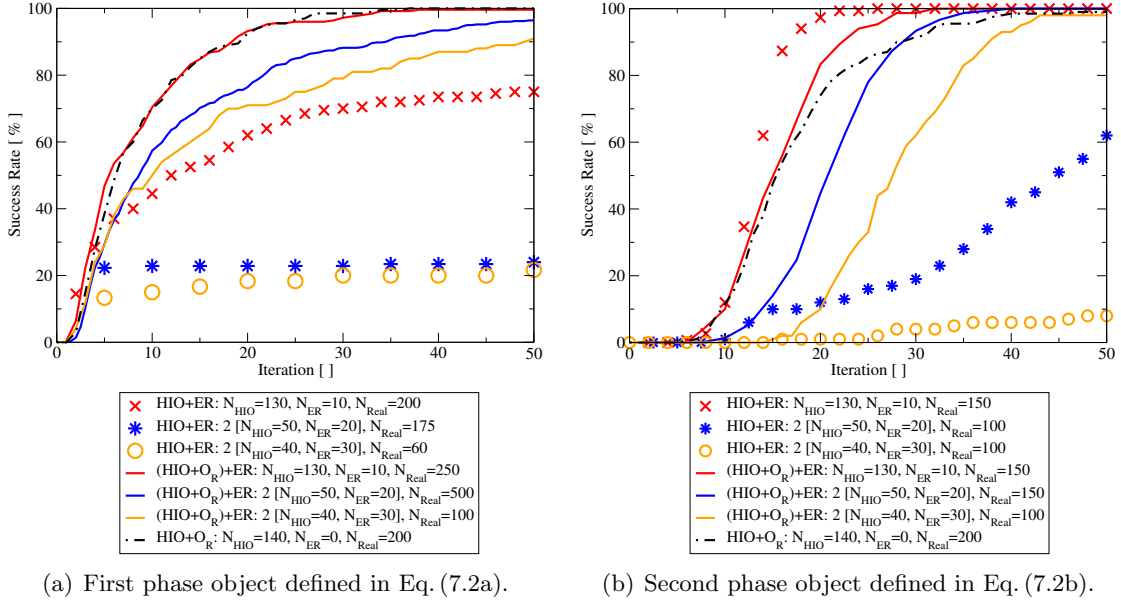 100
80
60
40
20
0
Success Rate [ % ]
0 10 20 30 40 50
Iteration [ ]
HIO+ER: N_HIO=130, N_ER=10, N_Real=200
HIO+ER: 2 [N_HIO=50, N_ER=20], N_Real=175
HIO+ER: 2 [N_HIO=40, N_ER=30], N_Real=60
(HIO+O_R)+ER: N_HIO=130, N_ER=10, N_Real=250
(HIO+O_R)+ER: 2 [N_HIO=50, N_ER=20], N_Real=500
(HIO+O_R)+ER: 2 [N_HIO=40, N_ER=30], N_Real=100
HIO+O_R: N_HIO=140, N_ER=0, N_Real=200
(a) First phase object defined in Eq. (7.2a).
100
80
60
40
20
0
Success Rate [ % ]
0 10 20 30 40 50
Iteration [ ]
HIO+ER: N_HIO=130, N_ER=10, N_Real=150
HIO+ER: 2 [N_HIO=50, N_ER=20], N_Real=100
HIO+ER: 2 [N_HIO=40, N_ER=30], N_Real=100
(HIO+O_R)+ER: N_HIO=130, N_ER=10, N_Real=150
(HIO+O_R)+ER: 2 [N_HIO=50, N_ER=20], N_Real=150
(HIO+O_R)+ER: 2 [N_HIO=40, N_ER=30], N_Real=100
HIO+O_R: N_HIO=140, N_ER=0, N_Real=200
(b) Second phase object defined in Eq. (7.2b).